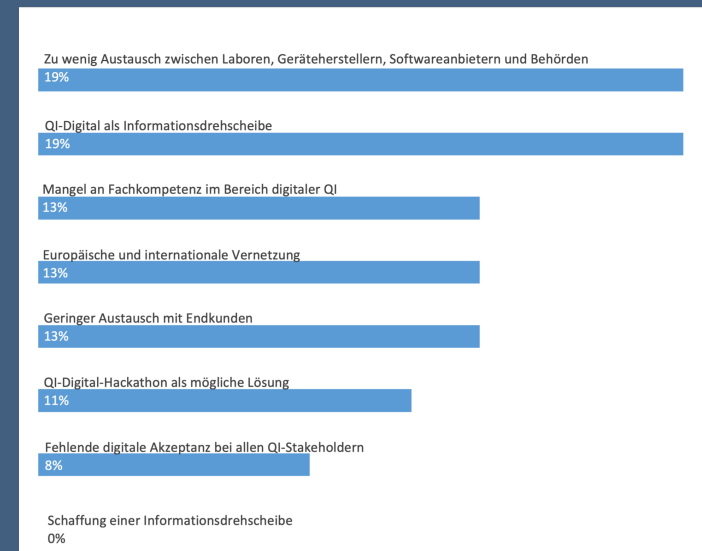 Zu wenig Austausch zwischen Laboren, Geräteherstellern, Softwareanbietern und Behörden
19%
QI-Digital als Informationsdrehscheibe
19%
Mangel an Fachkompetenz im Bereich digitaler QI
13%
Europäische und internationale Vernetzung
13%
Geringer Austausch mit Endkunden
13%
QI-Digital-Hackathon als mögliche Lösung
11%
Fehlende digitale Akzeptanz bei allen QI-Stakeholdern
8%
Schaffung einer Informationsdrehscheibe
0%